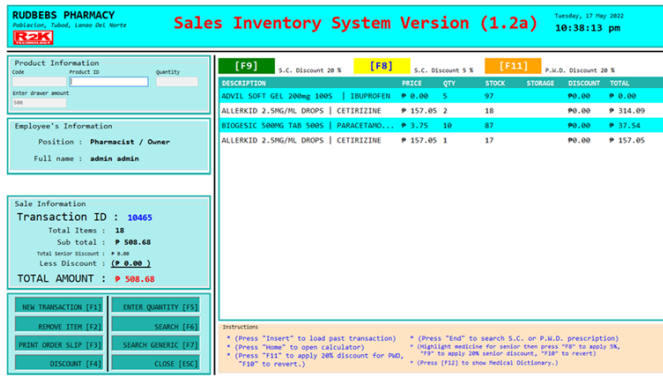 RUDBEBS PHARMACY
Poblacion, Tubod, Lanao Del Norte
R2K
TECHNOLOGY
Sales Inventory System Version (1.2a)
Tuesday, 17 May 2022
10:38:13 pm
Product Information
Code Product ID Quantity
Enter drawer amount
500
Employee's Information
Position : Pharmacist / Owner
Full name : admin admin
Sale Information
Transaction ID : 10465
Total Items : 18
Sub total : ₱ 508.68
Total Senior Discount : ₱ 0.00
Less Discount : (₱ 0.00 )
TOTAL AMOUNT : ₱ 508.68
NEW TRANSACTION [F1] ENTER QUANTITY [F5]
REMOVE ITEM [F2] SEARCH [F6]
PRINT ORDER SLIP [F3] SEARCH GENERIC [F7]
DISCOUNT [F4] CLOSE [ESC]
[F9] S.C. Discount 20 % [F8] S.C. Discount 5 % [F11] P.W.D. Discount 20 %
DESCRIPTION PRICE QTY STOCK STORAGE DISCOUNT TOTAL
ADVIL SOFT GEL 200mg 100S | IBUPROFEN ₱ 0.00 5 97 ₱0.00 ₱ 0.00
ALLERKID 2.5MG/ML DROPS | CETIRIZINE ₱ 157.05 2 18 ₱0.00 ₱ 314.09
BIOGESIC 500MG TAB 500S | PARACETAMO... ₱ 3.75 10 87 ₱0.00 ₱ 37.54
ALLERKID 2.5MG/ML DROPS | CETIRIZINE ₱ 157.05 1 17 ₱0.00 ₱ 157.05
Instructions
* (Press "Insert" to load past transaction)
* (Press "Home" to open calculator)
* (Press "F11" to apply 20% discount for PWD,
"F10" to revert.)
* (Press "End" to search S.C. or P.W.D. prescription)
* (Highlight medicine for senior then press "F8" to apply 5%,
"F9" to apply 20% senior discount, "F10" to revert)
* (Press [F12] to show Medical Dictionary.)